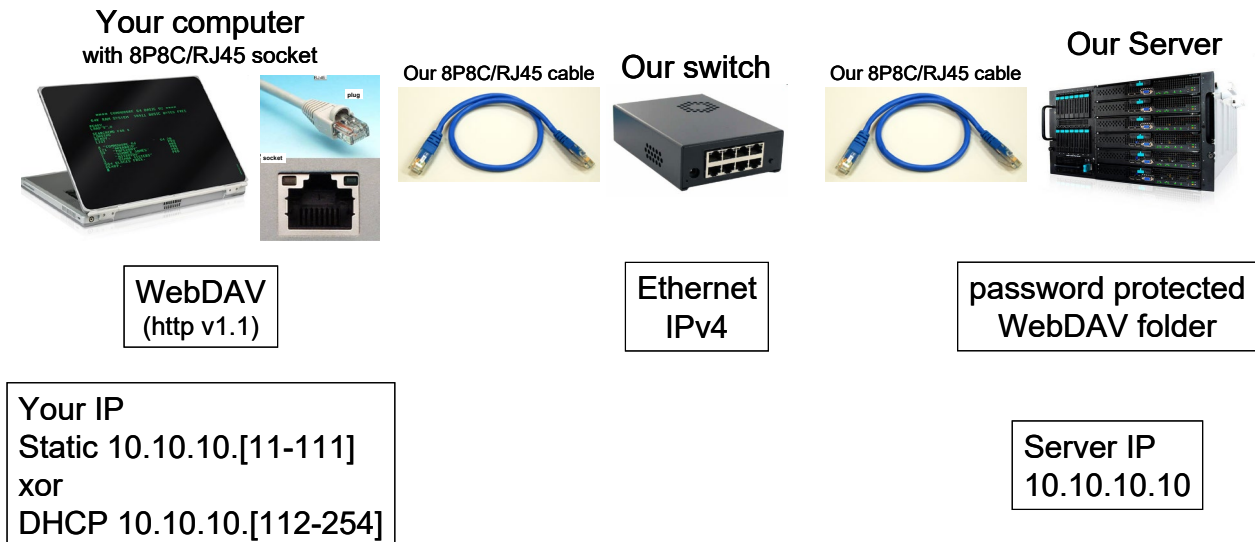 Your computer
with 8P8C/RJ45 socket
plug
socket
Our 8P8C/RJ45 cable
Our switch
Our 8P8C/RJ45 cable
Our Server
WebDAV
(http v1.1)
Ethernet
IPv4
password protected
WebDAV folder
Your IP
Static 10.10.10.[11-111]
xor
DHCP 10.10.10.[112-254]
Server IP
10.10.10.10